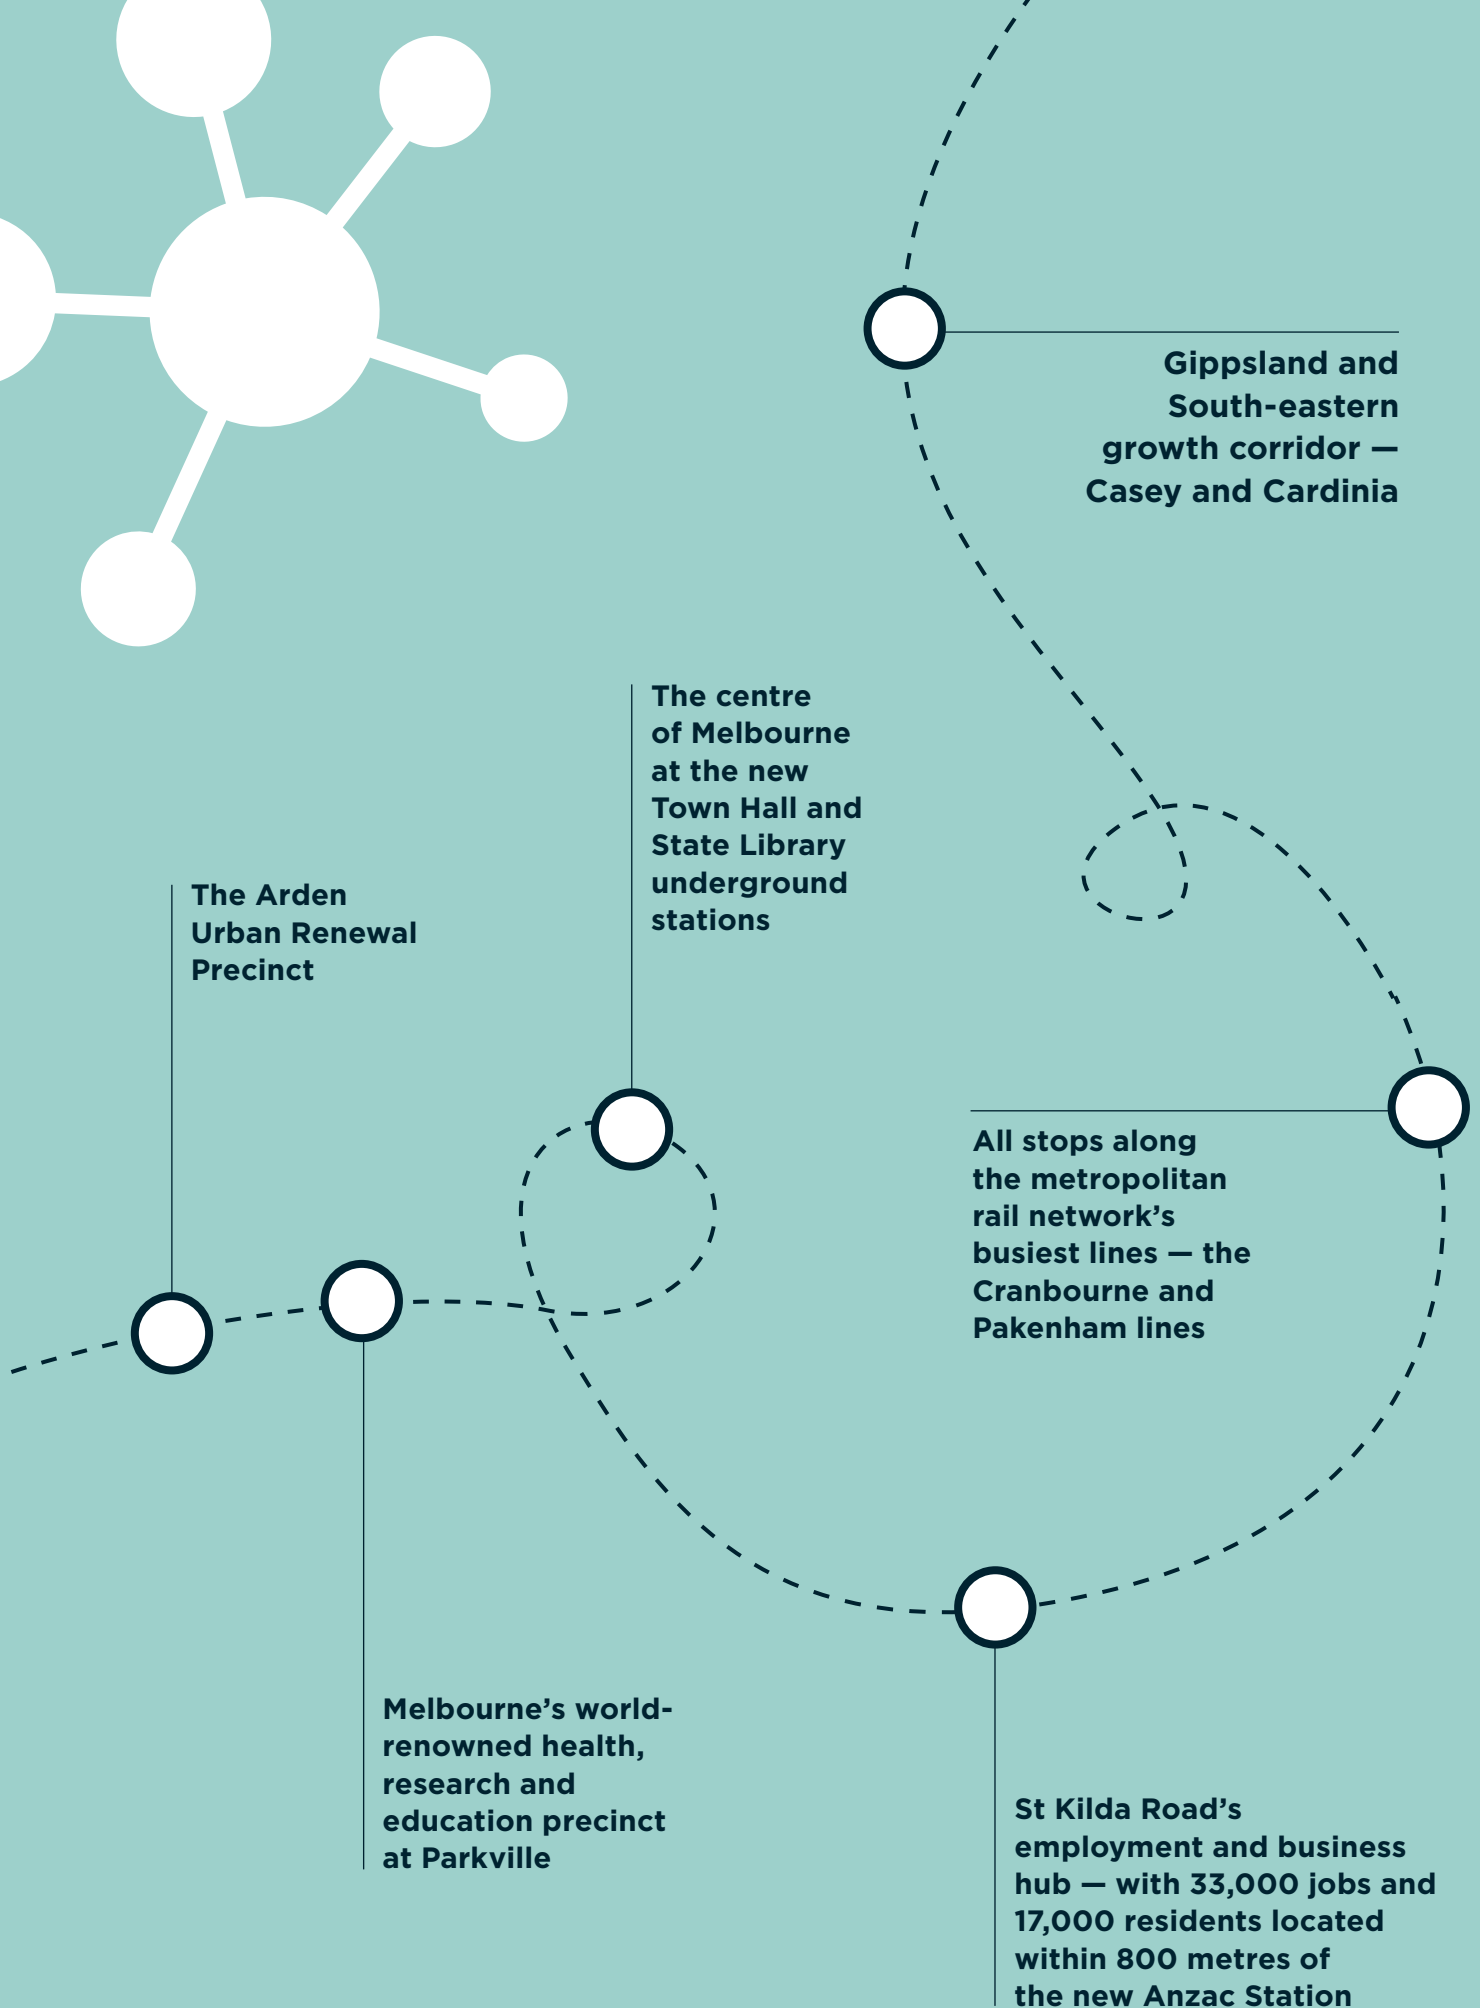 Gippsland and
South-eastern
growth corridor —
Casey and Cardinia
The centre
of Melbourne
at the new
Town Hall and
State Library
underground
stations
The Arden
Urban Renewal
Precinct
All stops along
the metropolitan
rail network’s
busiest lines — the
Cranbourne and
Pakenham lines
Melbourne’s world-
renowned health,
research and
education precinct
at Parkville
St Kilda Road’s
employment and business
hub — with 33,000 jobs and
17,000 residents located
within 800 metres of
the new Anzac Station